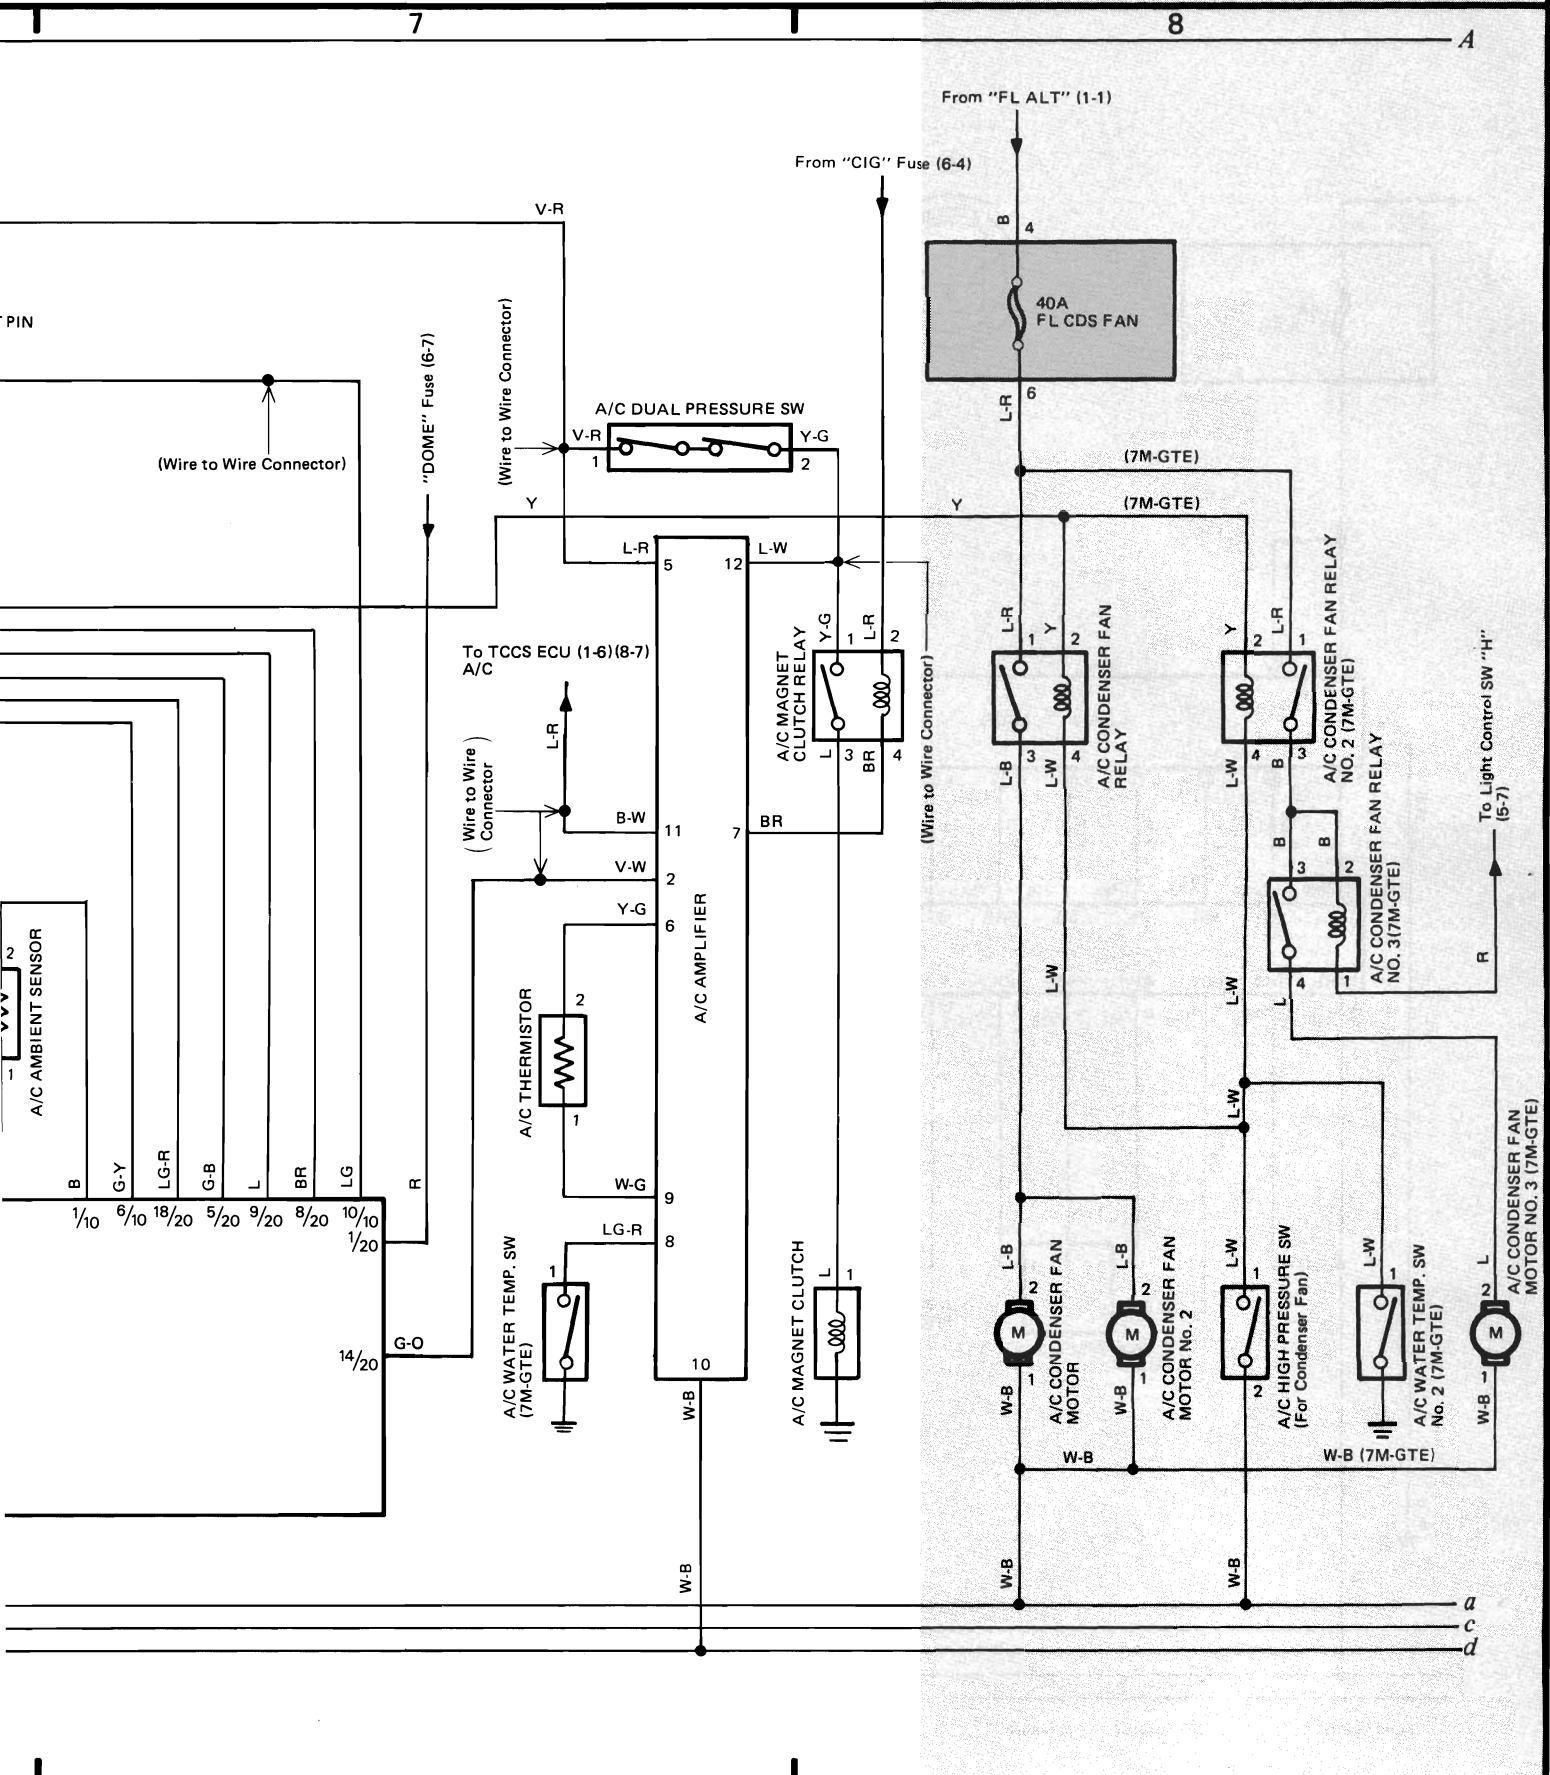 7
8
A
From "FL ALT" (1-1)
From "CIG" Fuse (6-4)
B
4
40A
FL CDS FAN
6
L-R
V-R
PIN
(Wire to Wire Connector)
"DOME" Fuse (6-7)
(Wire to Wire Connector)
A/C DUAL PRESSURE SW
V-R
1
Y-G
2
(7M-GTE)
Y
Y
(7M-GTE)
L-R
5
12
L-W
To TCCS ECU (1-6)(8-7)
A/C
L-R
(Wire to Wire
Connector)
A/C MAGNET
CLUTCH RELAY
Y-G
1
L-R
2
L
3
BR
4
(Wire to Wire Connector)
L-R
1
Y
2
L-B
3
L-W
4
A/C CONDENSER FAN
RELAY
Y
2
L-R
1
L-W
4
B
3
A/C CONDENSER FAN RELAY
NO. 2 (7M-GTE)
B
B
3
2
4
1
L
A/C CONDENSER FAN RELAY
NO. 3(7M-GTE)
To Light Control SW "H"
(5-7)
R
B-W
11
7
BR
V-W
2
Y-G
6
A/C AMPLIFIER
2
A/C THERMISTOR
1
W-G
9
LG-R
8
L-W
L-W
L-W
2
A/C AMBIENT SENSOR
1
B
G-Y
LG-R
G-B
L
BR
LG
R
1/10
6/10
18/20
5/20
9/20
8/20
10/10
1/20
14/20
G-O
A/C WATER TEMP. SW
(7M-GTE)
1
10
W-B
A/C MAGNET CLUTCH
L
1
L-B
2
M
1
W-B
A/C CONDENSER FAN
MOTOR
L-B
2
M
1
W-B
A/C CONDENSER FAN
MOTOR No. 2
L-W
1
2
A/C HIGH PRESSURE SW
(For Condenser Fan)
L-W
1
A/C WATER TEMP. SW
No. 2 (7M-GTE)
L
2
M
1
W-B
A/C CONDENSER FAN
MOTOR NO. 3 (7M-GTE)
W-B
W-B (7M-GTE)
W-B
W-B
W-B
a
c
d